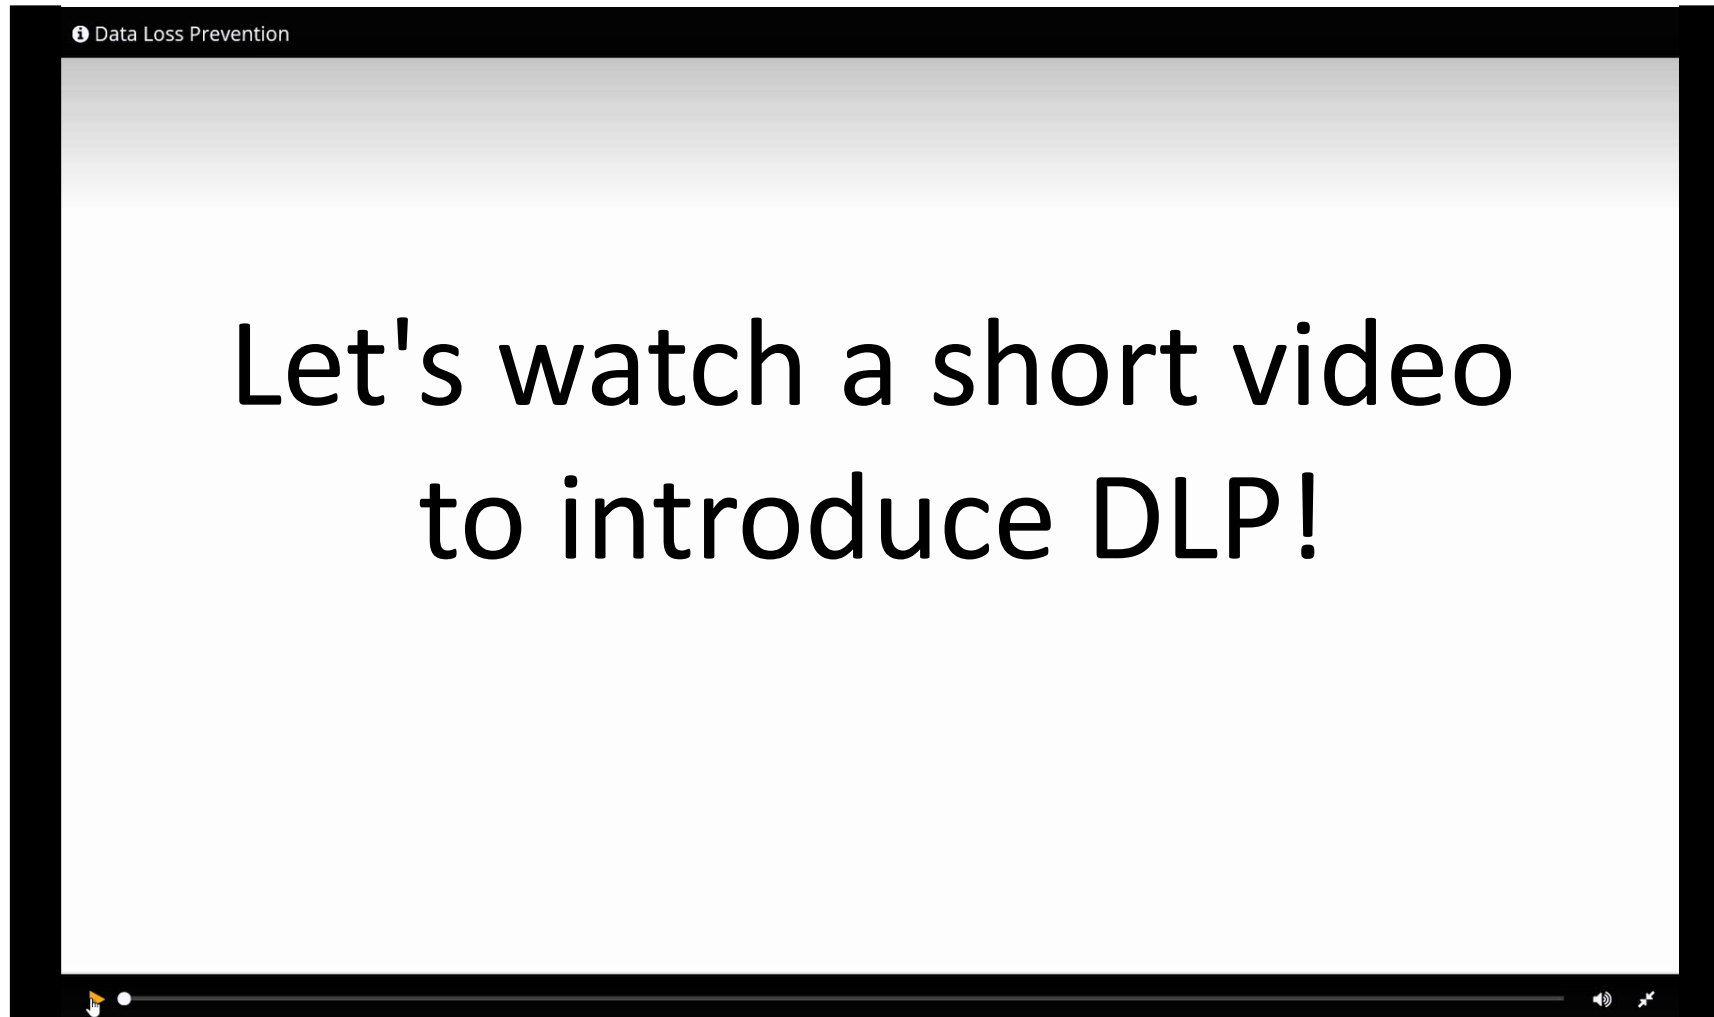 Data Loss Prevention
Let's watch a short video
to introduce DLP!